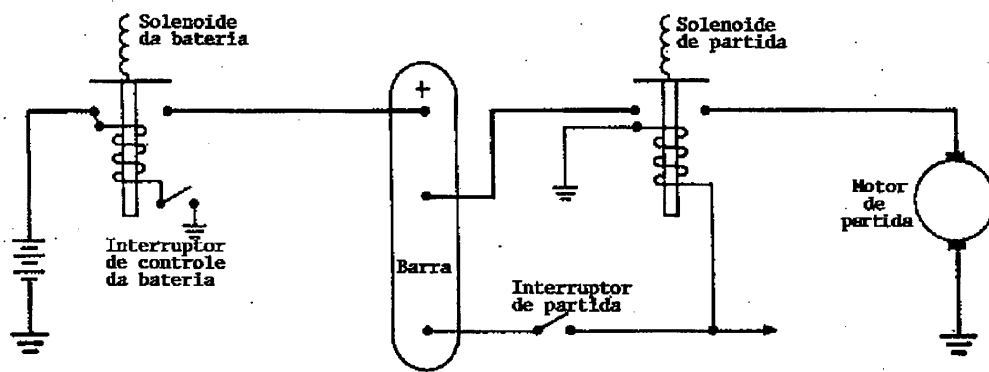 Solenoide
da bateria
Solenoide
de partida
+
Interruptor
de controle
da bateria
Barra
Interruptor
de partida
Motor
de
partida